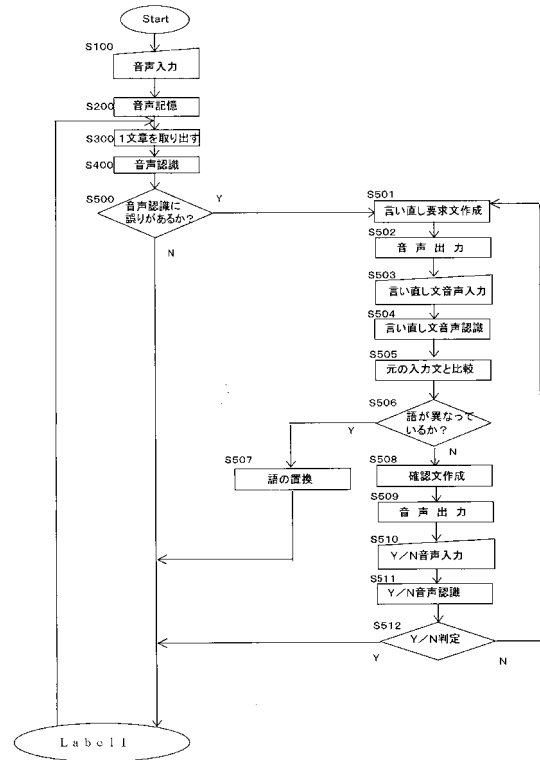 Start
S100
音声入力
S200
音声記憶
S300
1文章を取り出す
S400
音声認識
S500
音声認識に
誤りがあるか?
Y
N
S501
言い直し要求文作成
S502
音 声 出 力
S503
言い直し文音声入力
S504
言い直し文音声認識
S505
元の入力文と比較
S506
語が異なって
いるか?
Y
N
S507
語の置換
S508
確認文作成
S509
音 声 出 力
S510
Y/N音声入力
S511
Y/N音声認識
S512
Y/N判定
Y
N
Label1